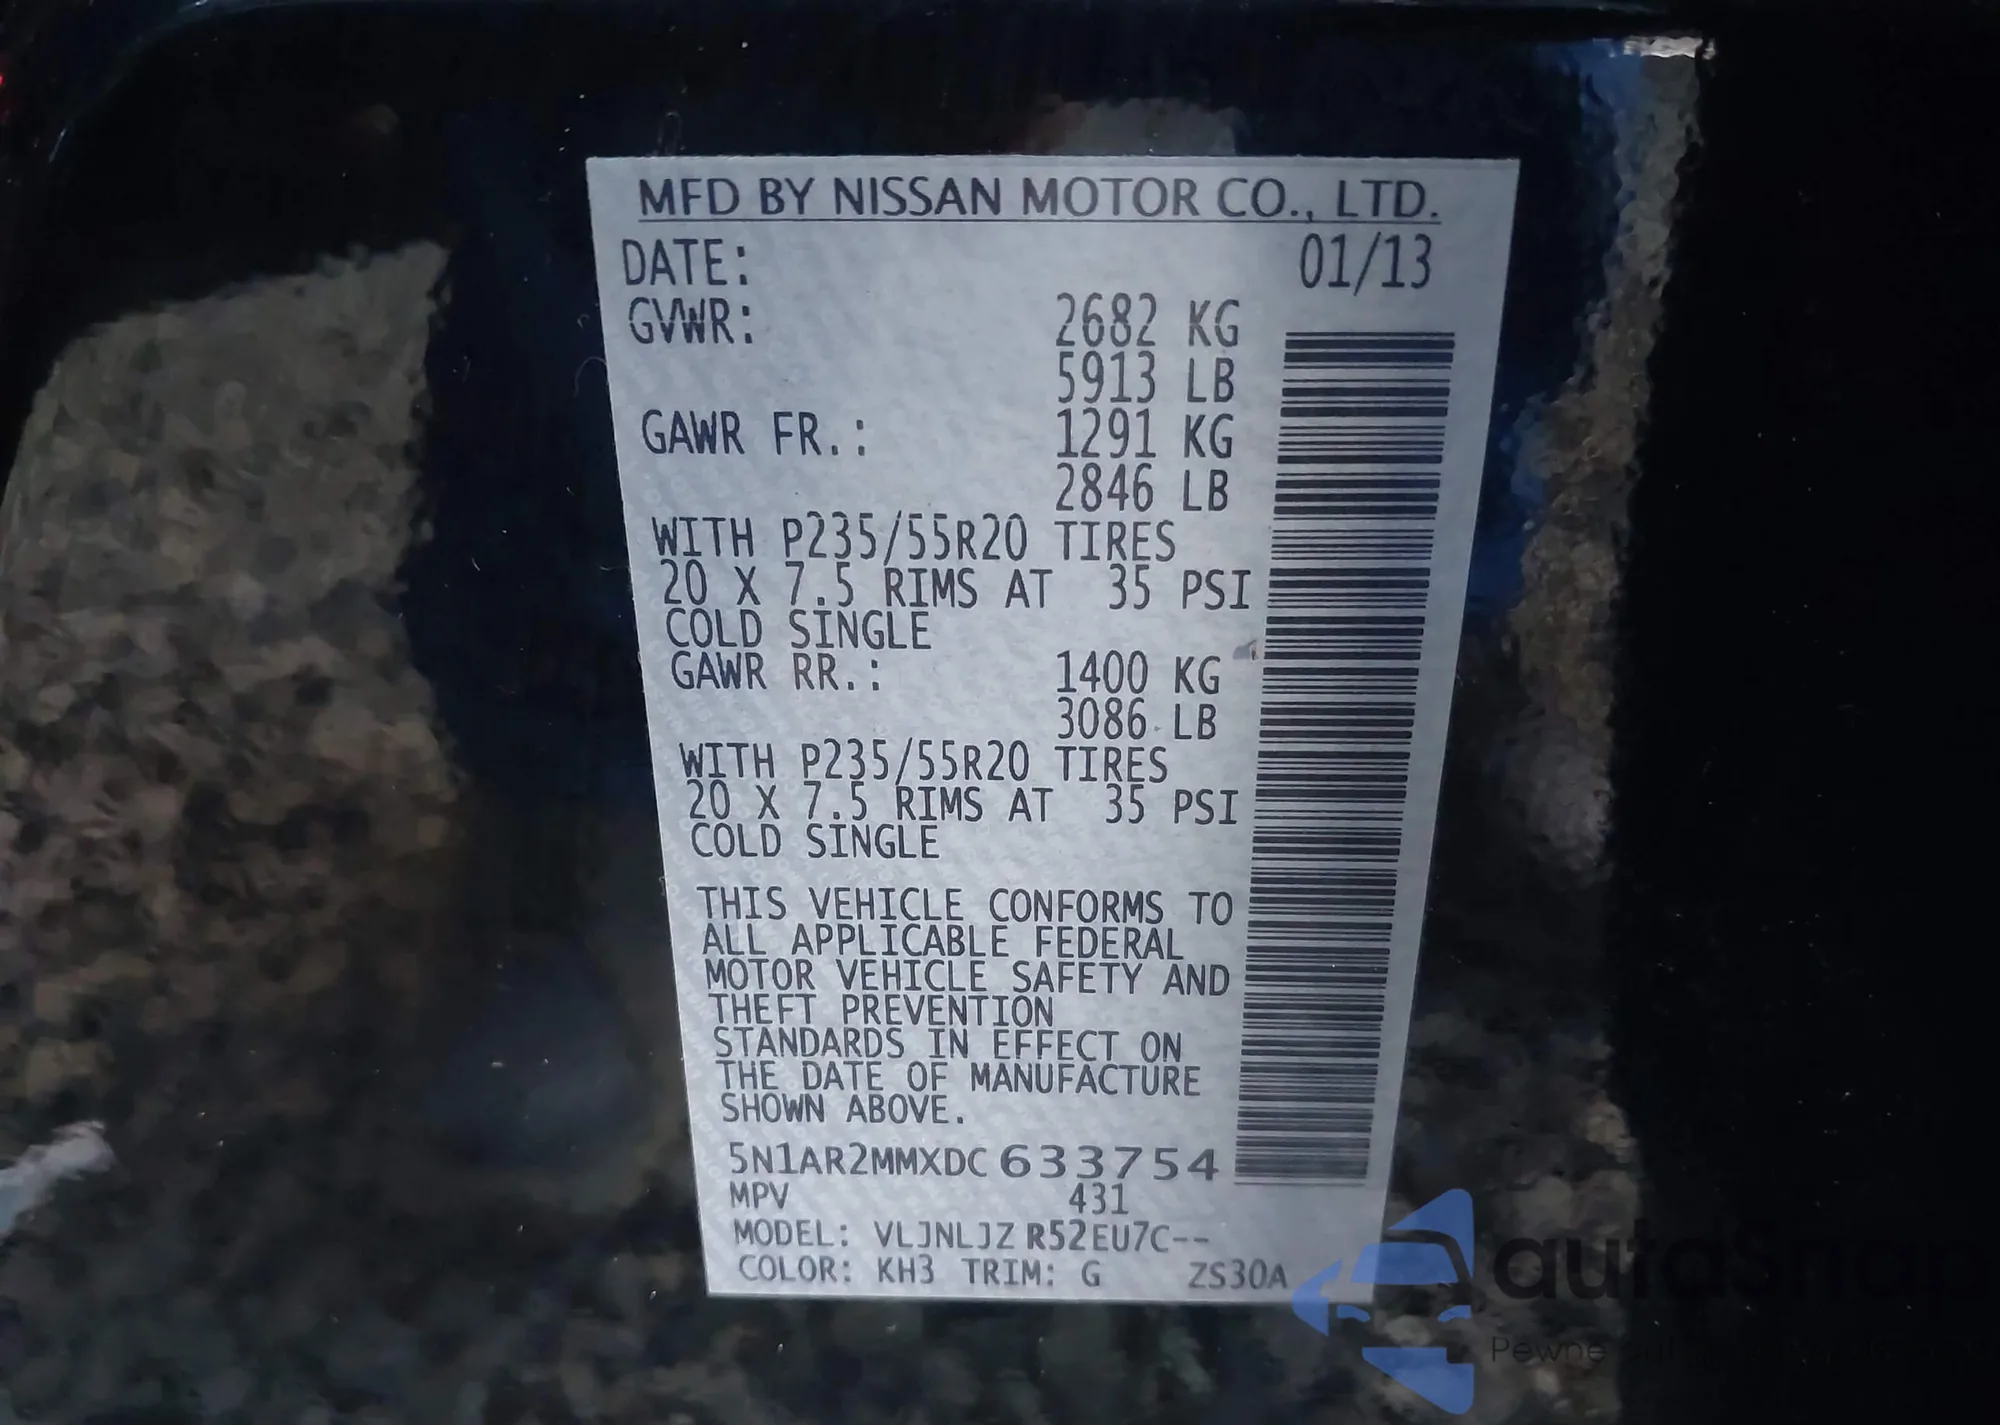 MFD BY NISSAN MOTOR CO., LTD.
DATE: 01/13
GVWR: 2682 KG
5913 LB
GAWR FR.: 1291 KG
2846 LB
WITH P235/55R20 TIRES
20 X 7.5 RIMS AT 35 PSI
COLD SINGLE
GAWR RR.: 1400 KG
3086 LB
WITH P235/55R20 TIRES
20 X 7.5 RIMS AT 35 PSI
COLD SINGLE
THIS VEHICLE CONFORMS TO
ALL APPLICABLE FEDERAL
MOTOR VEHICLE SAFETY AND
THEFT PREVENTION
STANDARDS IN EFFECT ON
THE DATE OF MANUFACTURE
SHOWN ABOVE.
5N1AR2MMXDC633754
MPV 431
MODEL: VLJNLJZ R52EU7C--
COLOR: KH3 TRIM: G ZS30A
autosnap
Pewne